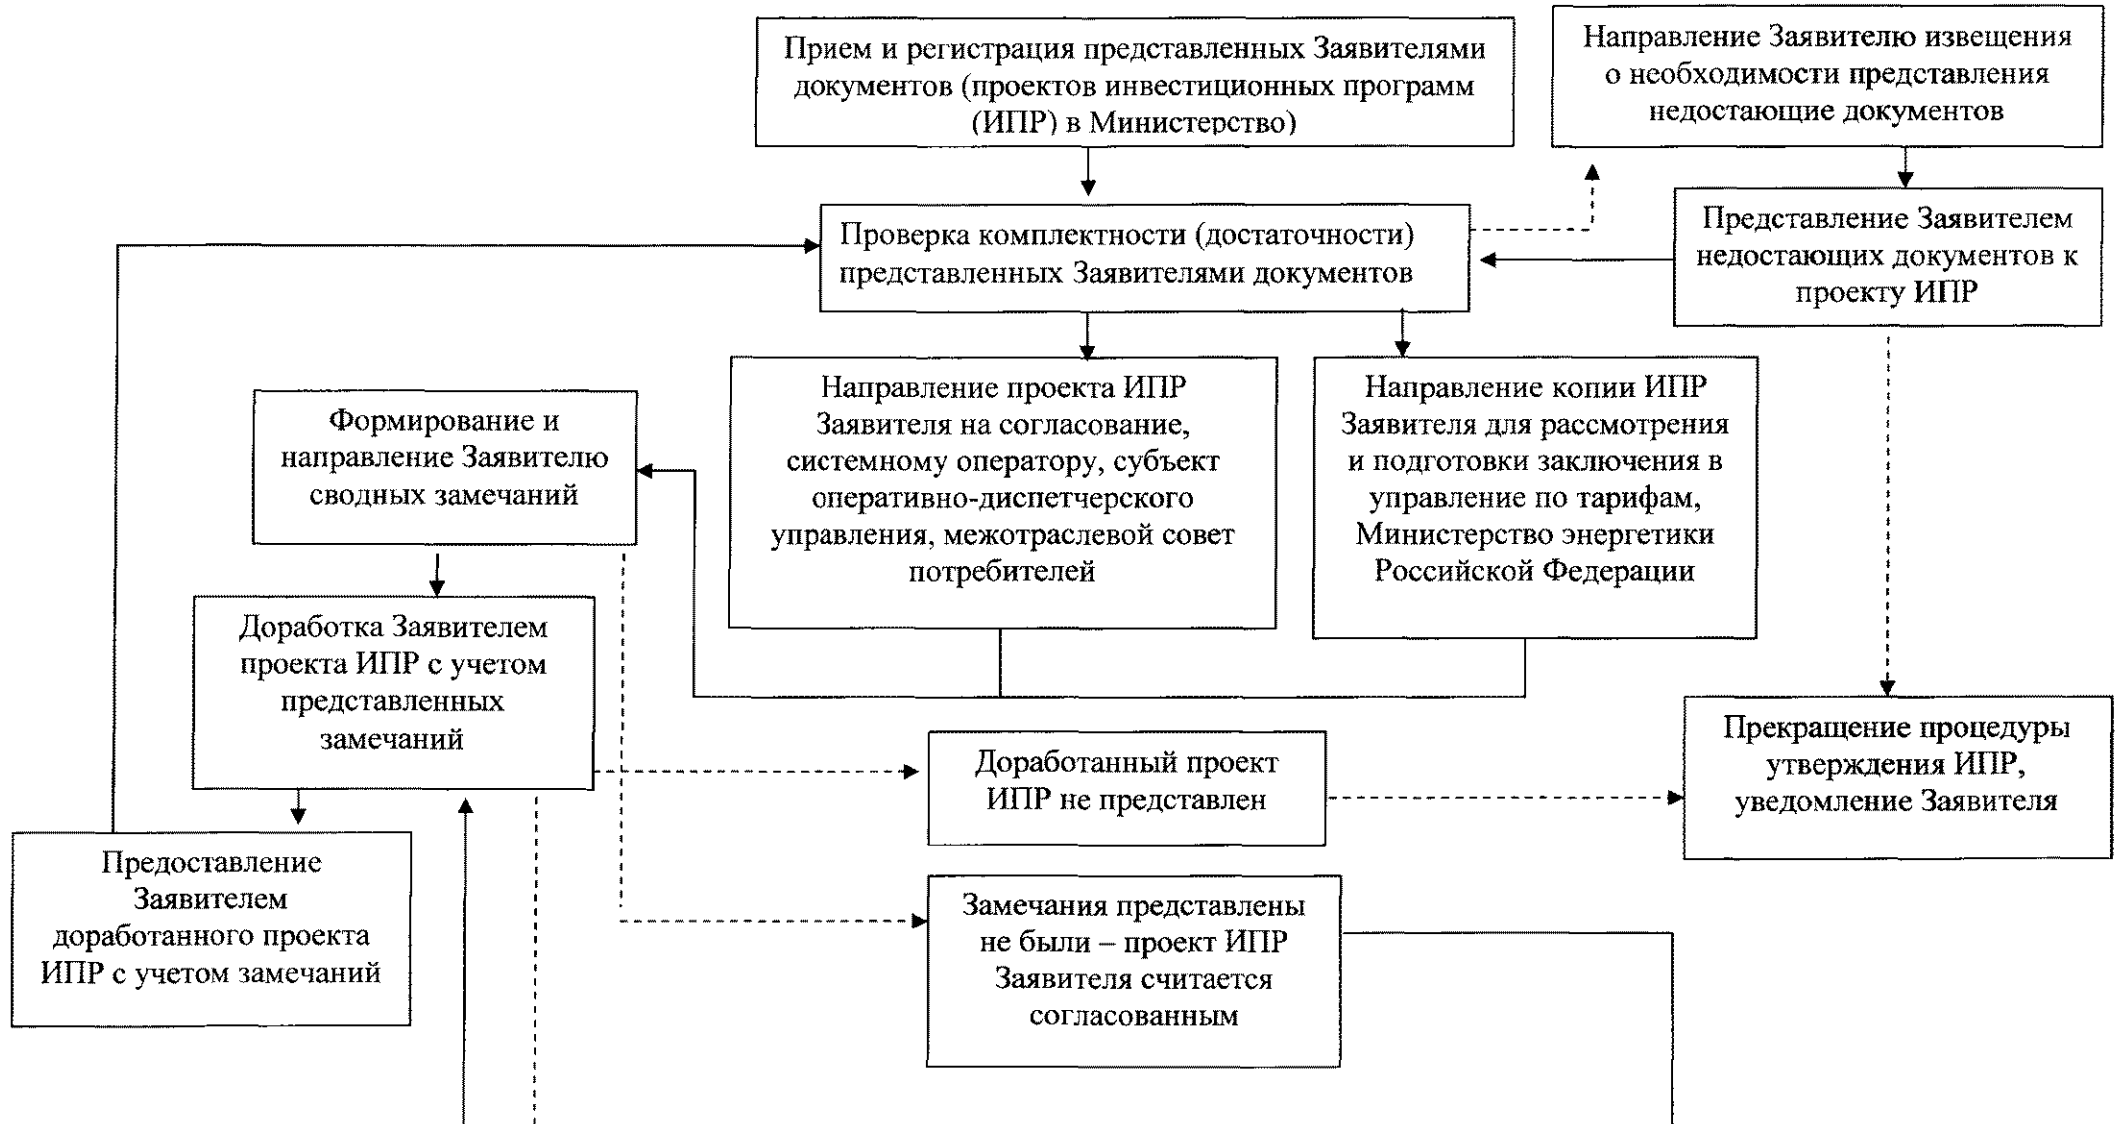 Прием и регистрация представленных Заявителями
документов (проектов инвестиционных программ
(ИПР) в Министерство)
Направление Заявителю извещения
о необходимости представления
недостающие документов
Проверка комплектности (достаточности)
представленных Заявителями документов
Представление Заявителем
недостающих документов к
проекту ИПР
Формирование и
направление Заявителю
сводных замечаний
Направление проекта ИПР
Заявителя на согласование,
системному оператору, субъект
оперативно-диспетчерского
управления, межотраслевой совет
потребителей
Направление копии ИПР
Заявителя для рассмотрения
и подготовки заключения в
управление по тарифам,
Министерство энергетики
Российской Федерации
Доработка Заявителем
проекта ИПР с учетом
представленных
замечаний
Доработанный проект
ИПР не представлен
Прекращение процедуры
утверждения ИПР,
уведомление Заявителя
Предоставление
Заявителем
доработанного проекта
ИПР с учетом замечаний
Замечания представлены
не были – проект ИПР
Заявителя считается
согласованным